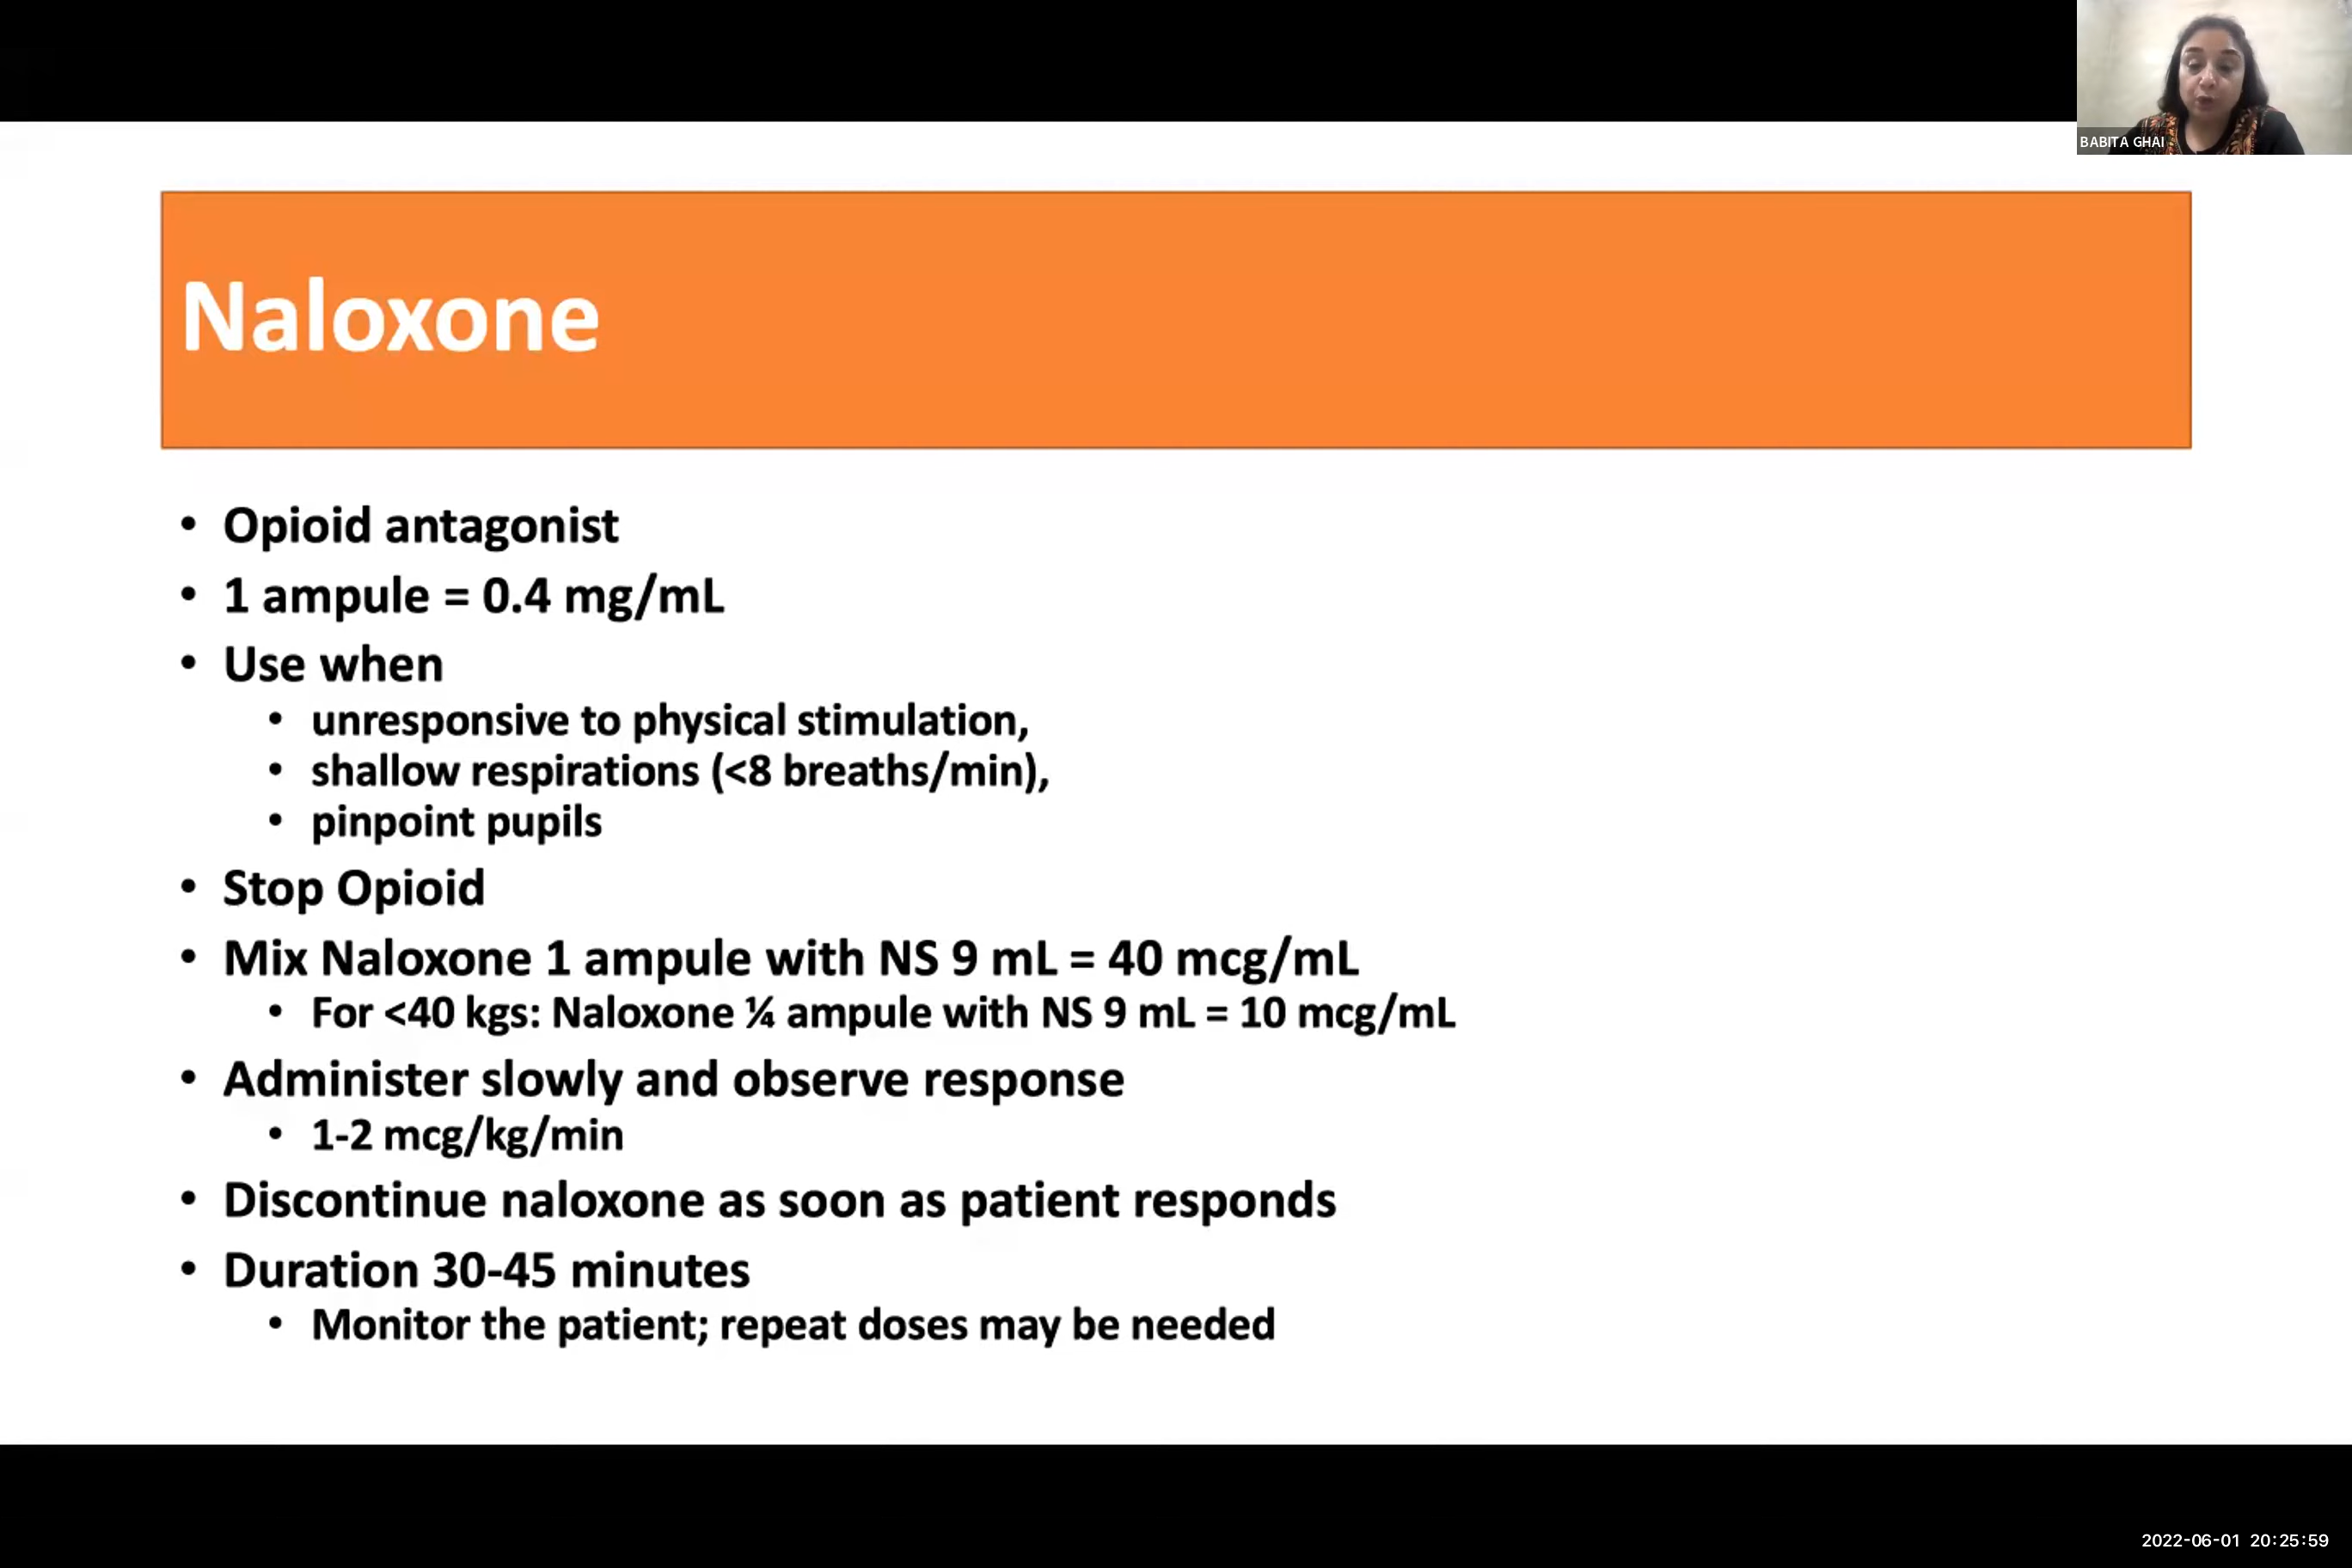 BABITA GHAI
Naloxone
• Opioid antagonist
• 1 ampule = 0.4 mg/mL
• Use when
• unresponsive to physical stimulation,
• shallow respirations (<8 breaths/min),
• pinpoint pupils
• Stop Opioid
• Mix Naloxone 1 ampule with NS 9 mL = 40 mcg/mL
• For <40 kgs: Naloxone ¼ ampule with NS 9 mL = 10 mcg/mL
• Administer slowly and observe response
• 1-2 mcg/kg/min
• Discontinue naloxone as soon as patient responds
• Duration 30-45 minutes
• Monitor the patient; repeat doses may be needed
2022-06-01 20:25:59